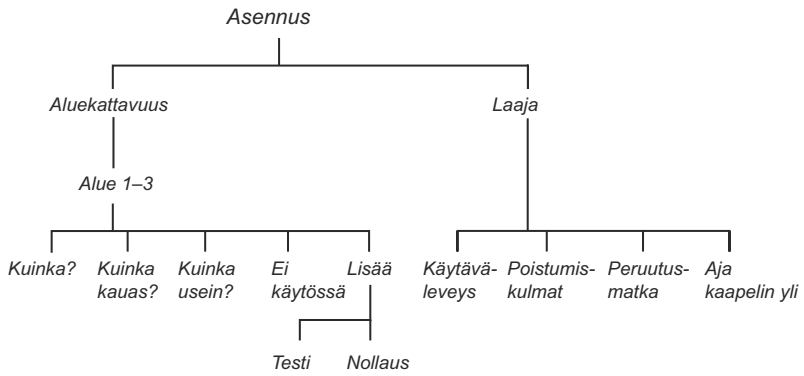 Asennus
Aluekattavuus
Laaja
Alue 1–3
Kuinka?
Kuinka
kauas?
Kuinka
usein?
Ei
käytössä
Lisää
Käytävä-
leveys
Poistumis-
kulmat
Peruutus-
matka
Aja
kaapelin yli
Testi
Nollaus